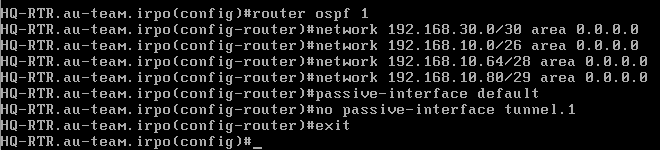 HQ-RTR.au-team.irpo(config)#router ospf 1
HQ-RTR.au-team.irpo(config-router)#network 192.168.30.0/30 area 0.0.0.0
HQ-RTR.au-team.irpo(config-router)#network 192.168.10.0/26 area 0.0.0.0
HQ-RTR.au-team.irpo(config-router)#network 192.168.10.64/28 area 0.0.0.0
HQ-RTR.au-team.irpo(config-router)#network 192.168.10.80/29 area 0.0.0.0
HQ-RTR.au-team.irpo(config-router)#passive-interface default
HQ-RTR.au-team.irpo(config-router)#no passive-interface tunnel.1
HQ-RTR.au-team.irpo(config-router)#exit
HQ-RTR.au-team.irpo(config)#_